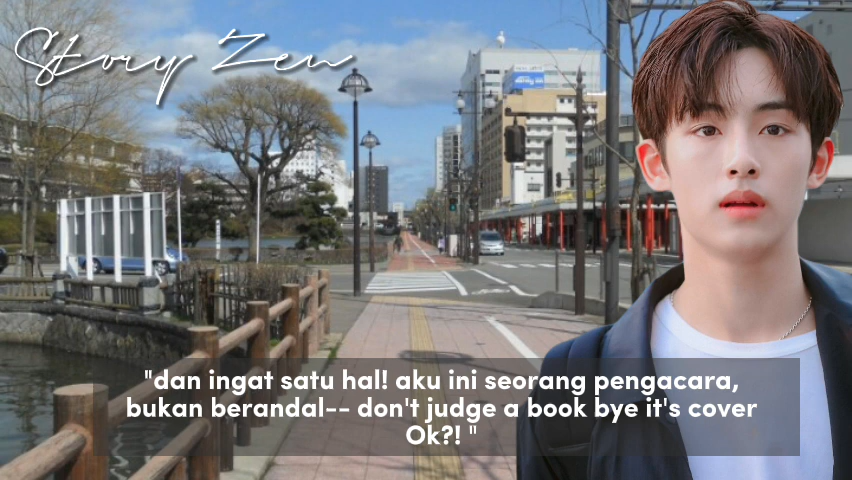 Story Zen
"dan ingat satu hal! aku ini seorang pengacara,
bukan berandal-- don't judge a book bye it's cover
Ok?! "